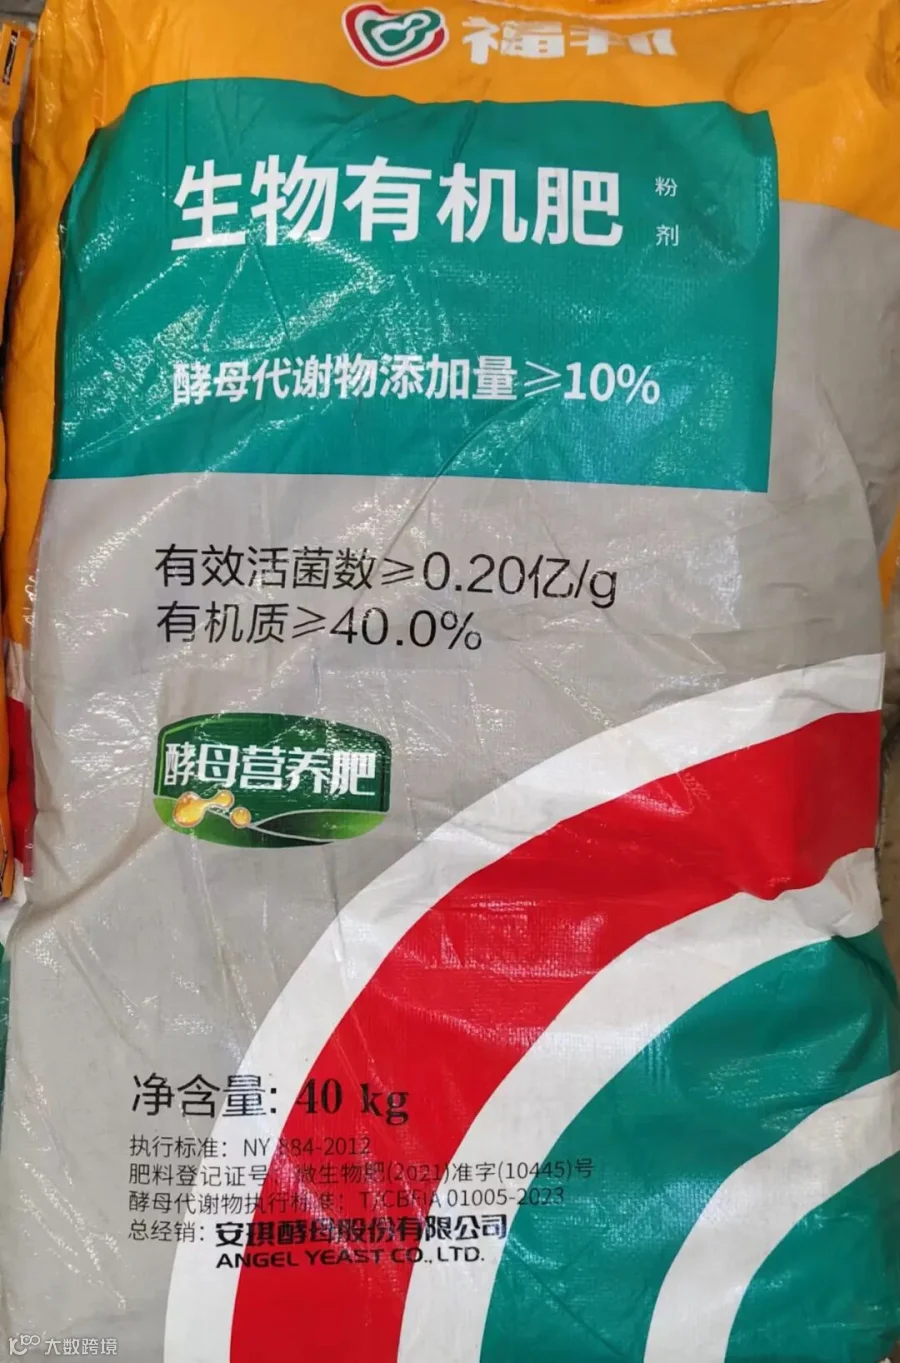 福邦
生物有机肥 粉剂
酵母代谢物添加量≥10%
有效活菌数≥0.20亿/g
有机质≥40.0%
酵母营养肥
净含量: 40 kg
执行标准: NY 884-2012
肥料登记证号: 微生物肥(2021)准字(10445)号
酵母代谢物执行标准: T/CBFIA 01005-2023
总经销: 安琪酵母股份有限公司
ANGEL YEAST CO., LTD.
大数跨境